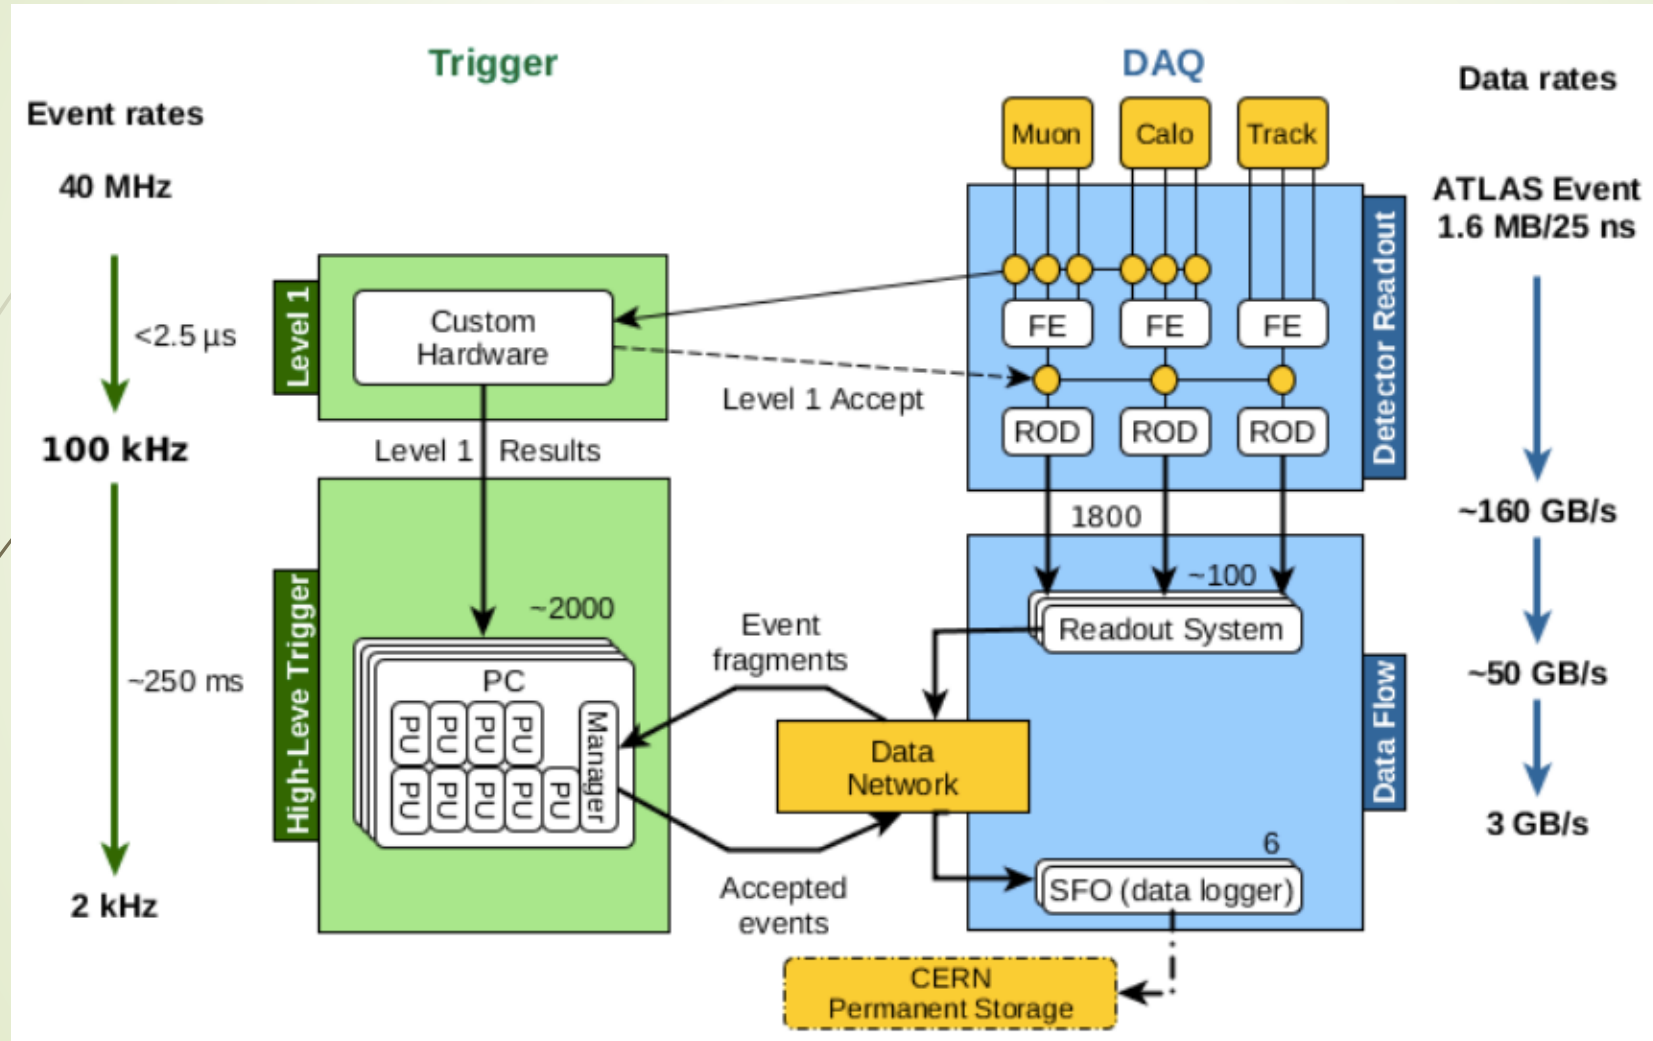 Trigger
DAQ
Event rates
Data rates
40 MHz
Muon
Calo
Track
ATLAS Event
1.6 MB/25 ns
Level 1
<2.5 µs
Custom
Hardware
FE
FE
FE
Level 1 Accept
ROD
ROD
ROD
Detector Readout
100 kHz
Level 1
Results
1800
~160 GB/s
~100
Readout System
High-Leve Trigger
~2000
~250 ms
PC
PU
PU
PU
PU
PU
PU
PU
PU
PU
Manager
Event
fragments
Data
Network
Accepted
events
~50 GB/s
Data Flow
3 GB/s
2 kHz
6
SFO (data logger)
CERN
Permanent Storage